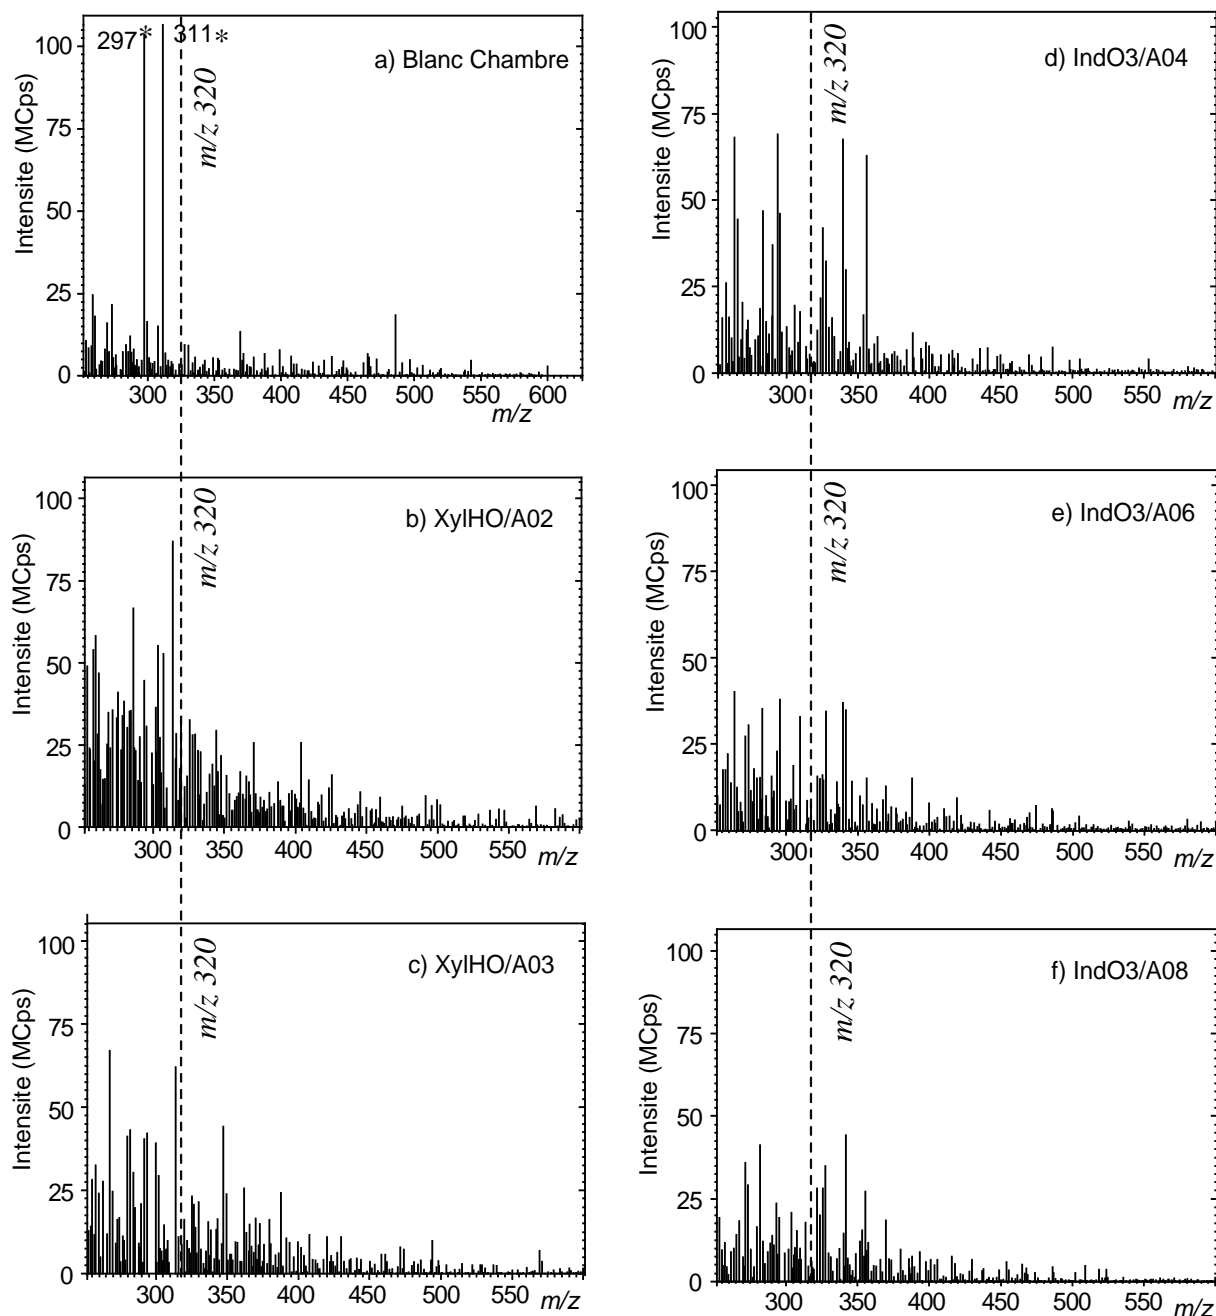 297*
311*
a) Blanc Chambre
m/z 320
Intensite (MCps)
100
75
50
25
0
300 350 400 450 500 550 600
m/z
b) XylHO/A02
m/z 320
Intensite (MCps)
100
75
50
25
0
300 350 400 450 500 550 m/z
c) XylHO/A03
m/z 320
Intensite (MCps)
100
75
50
25
0
300 350 400 450 500 550 m/z
d) IndO3/A04
m/z 320
Intensite (MCps)
100
75
50
25
0
300 350 400 450 500 550 m/z
e) IndO3/A06
m/z 320
Intensite (MCps)
100
75
50
25
0
300 350 400 450 500 550 m/z
f) IndO3/A08
m/z 320
Intensite (MCps)
100
75
50
25
0
300 350 400 450 500 550 m/z